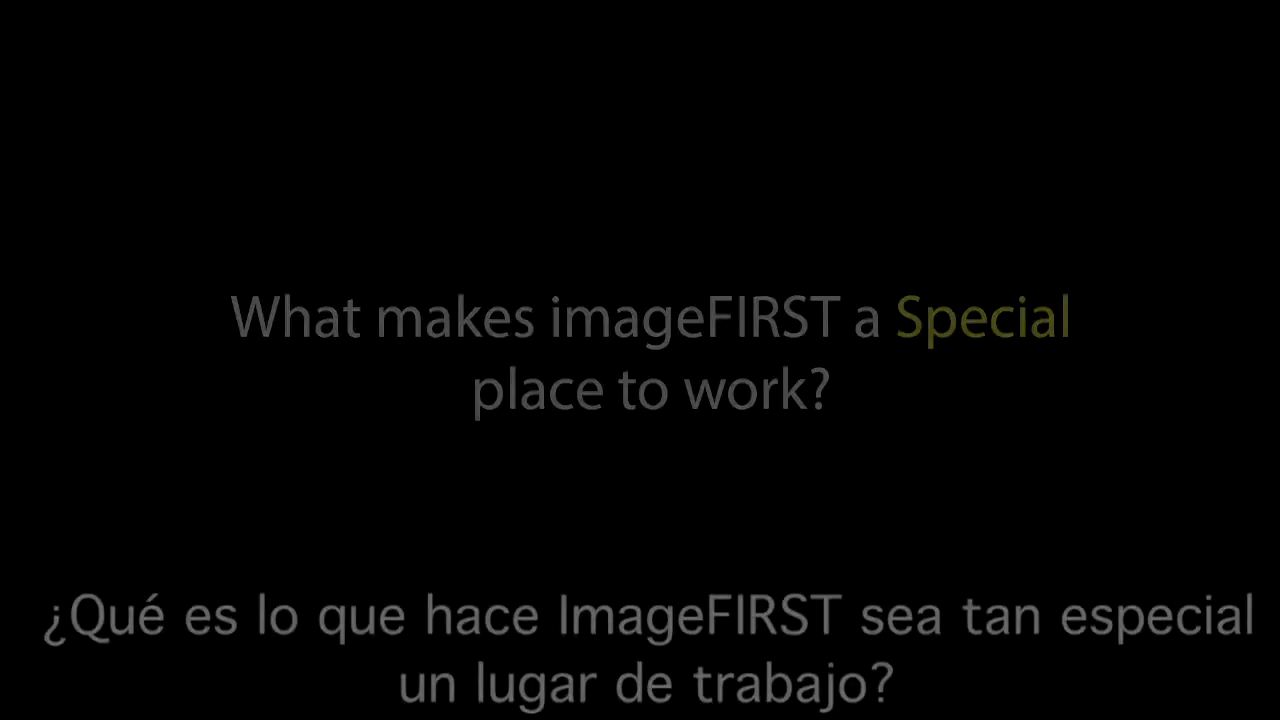 What makes imageFIRST a Special
place to work?
¿Qué es lo que hace ImageFIRST sea tan especial
un lugar de trabajo?